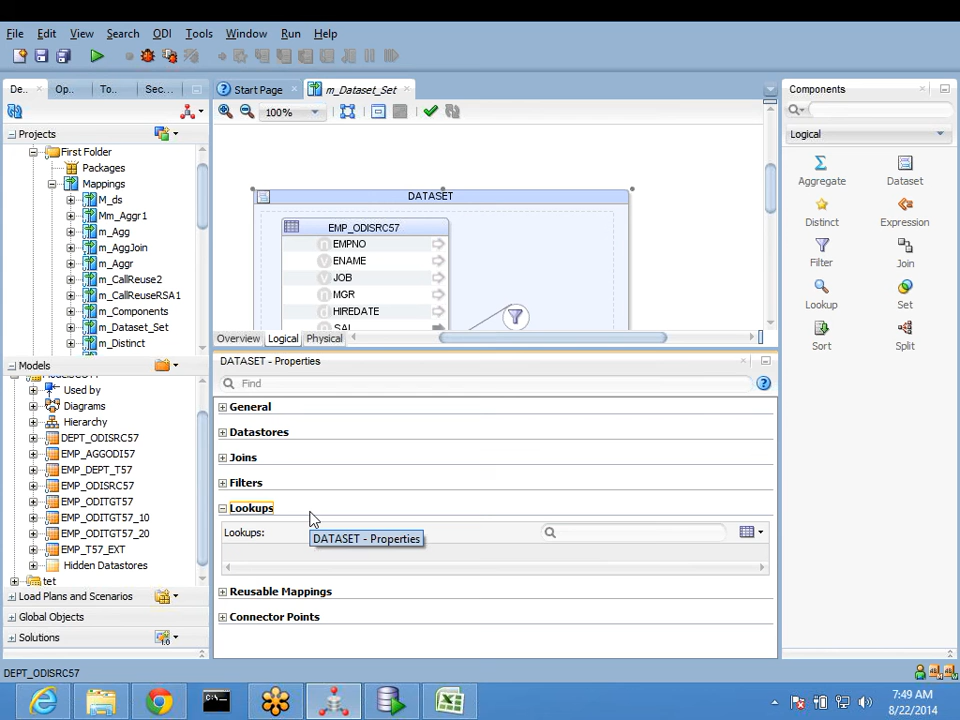 File Edit View Search ODI Tools Window Run Help
De... Op... To... Sec...
Projects
First Folder
Packages
Mappings
M_ds
Mm_Aggr1
m_Agg
m_AggJoin
m_Aggr
m_CallReuse2
m_CallReuseRSA1
m_Components
m_Dataset_Set
m_Distinct
Models
Used by
Diagrams
Hierarchy
DEPT_ODISRC57
EMP_AGGODI57
EMP_DEPT_T57
EMP_ODISRC57
EMP_ODITGT57
EMP_ODITGT57_10
EMP_ODITGT57_20
EMP_T57_EXT
Hidden Datastores
tet
Load Plans and Scenarios
Global Objects
Solutions
DEPT_ODISRC57
Start Page
m_Dataset_Set
100%
DATASET
EMP_ODISRC57
EMPNO
ENAME
JOB
MGR
HIREDATE
SAL
Overview Logical Physical
DATASET - Properties
Find
General
Datastores
Joins
Filters
Lookups
Lookups:
DATASET - Properties
Reusable Mappings
Connector Points
Components
Logical
Aggregate Dataset
Distinct Expression
Filter Join
Lookup Set
Sort Split
7:49 AM
8/22/2014